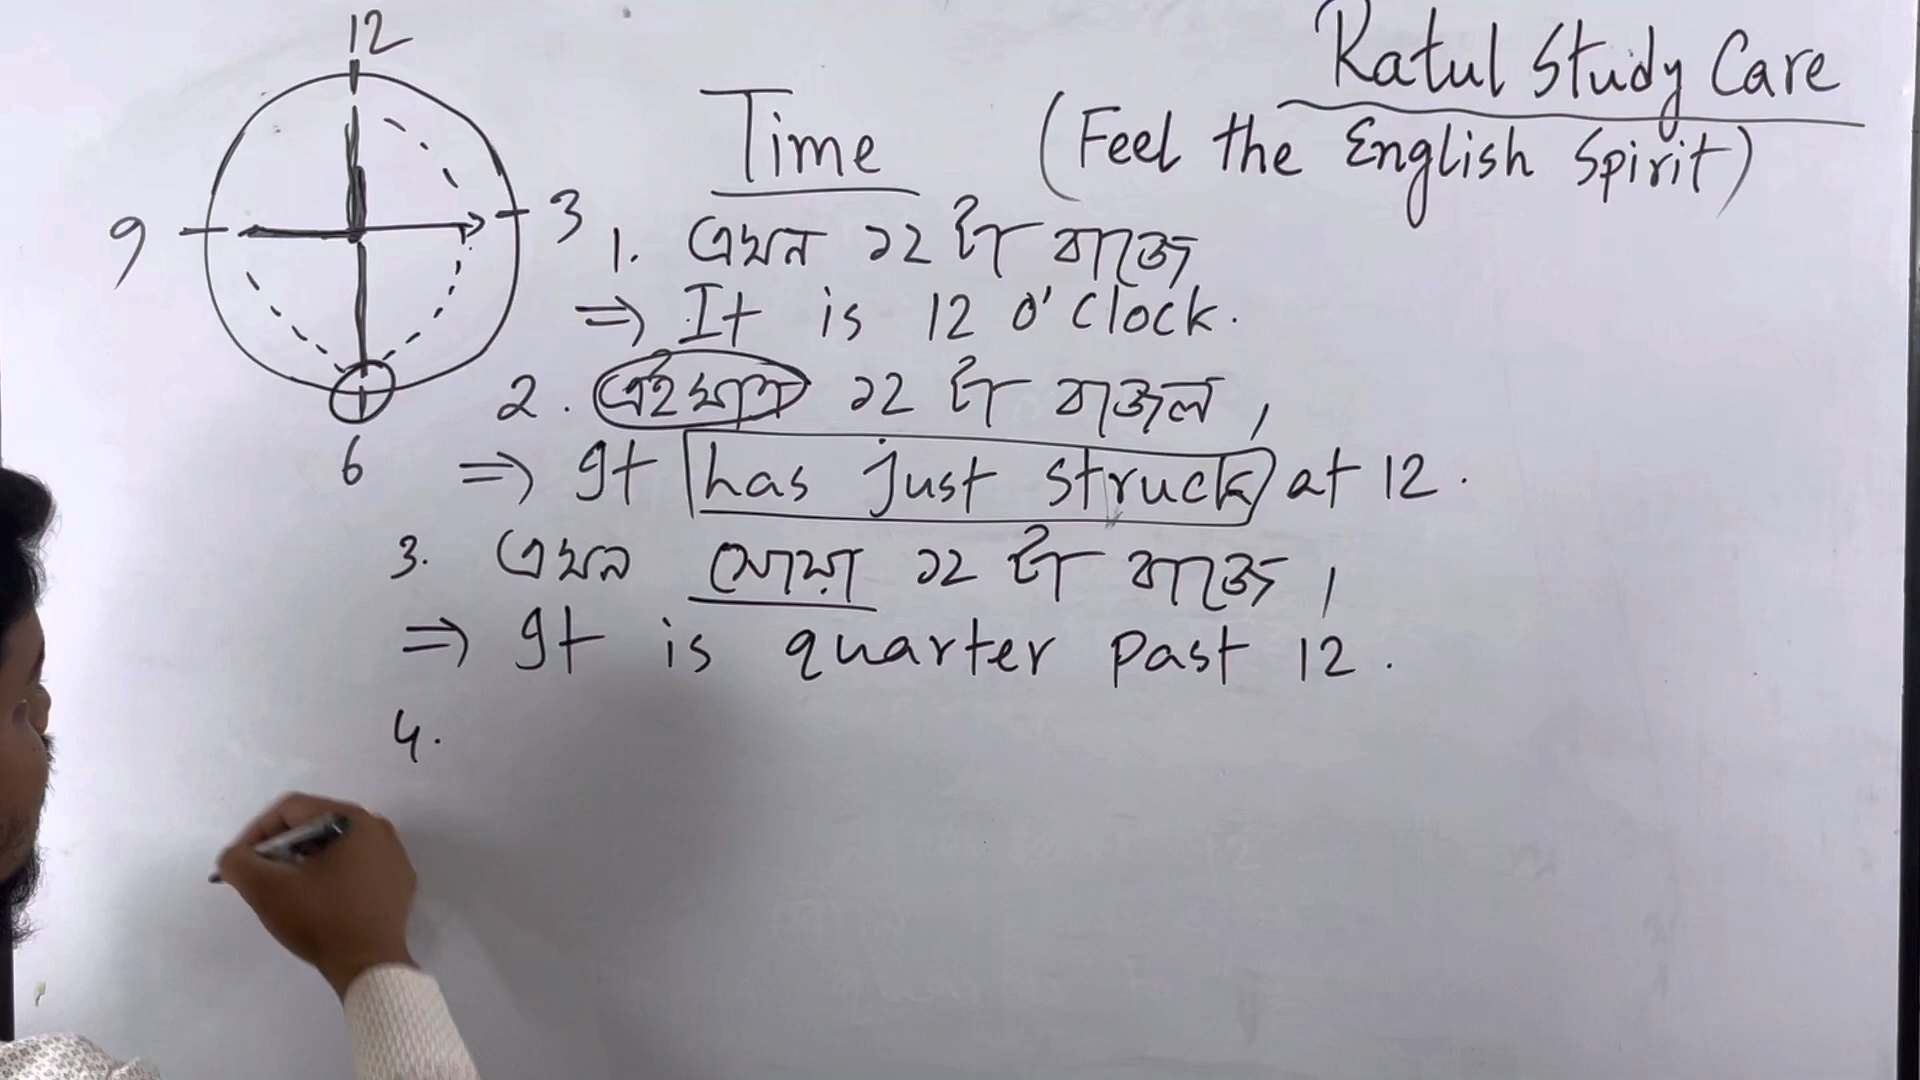 12
9
3
6
Ratul Study Care
Time (Feel the English Spirit)
1. এখন ১২ টা বাজে
⇒ It is 12 o'clock.
2. এইমাত্র ১২ টা বাজল।
⇒ It has just struck at 12.
3. এখন সোয়া ১২ টা বাজে।
⇒ It is quarter past 12.
4.